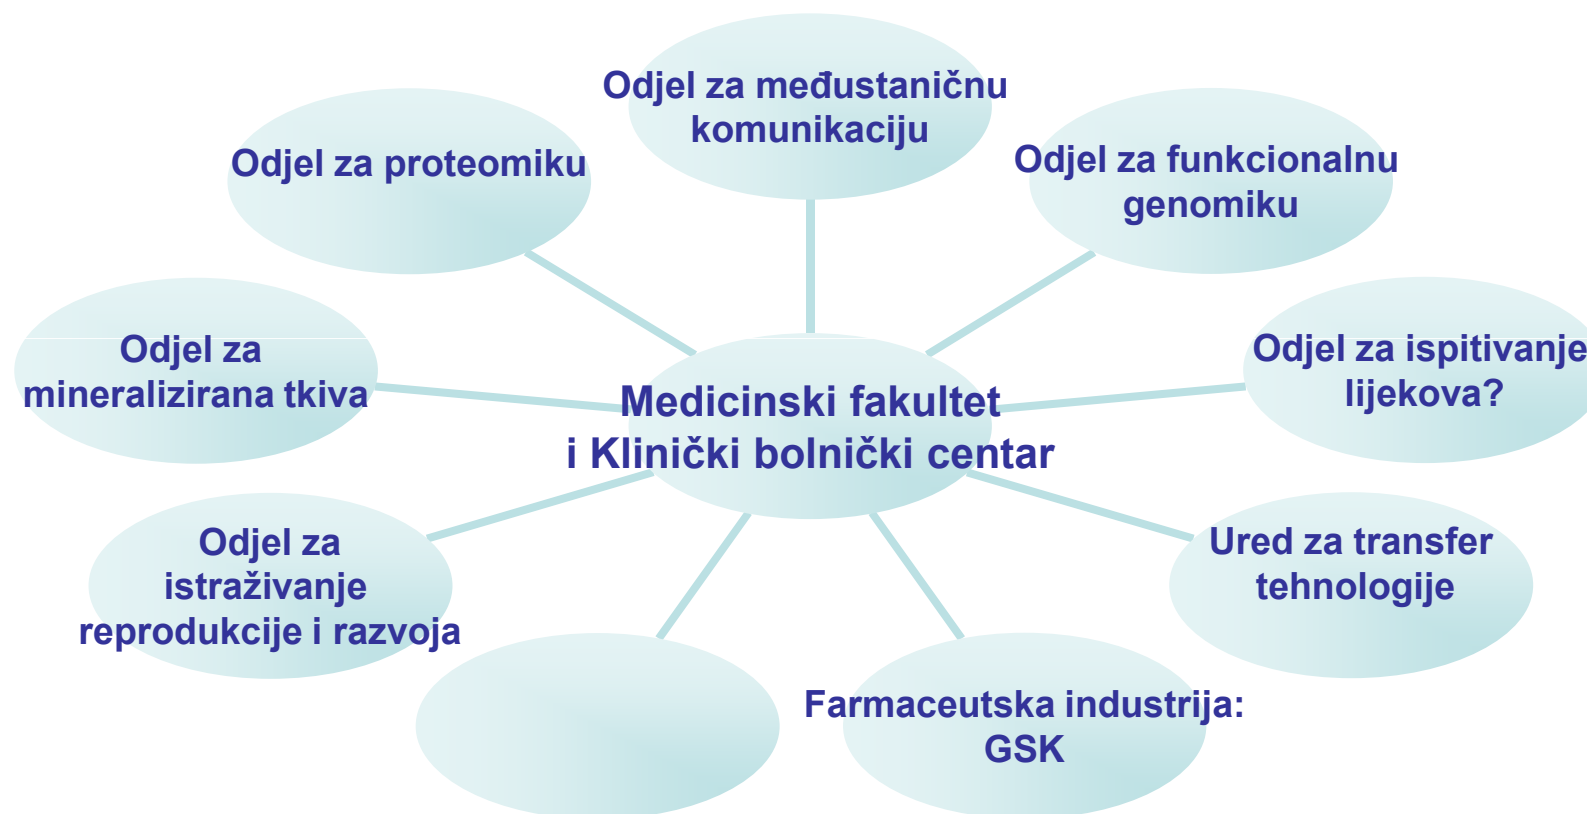 Odjel za međustaničnu
komunikaciju
Odjel za proteomiku
Odjel za funkcionalnu
genomiku
Odjel za
mineralizirana tkiva
Odjel za ispitivanje
lijekova?
Medicinski fakultet
i Klinički bolnički centar
Odjel za
istraživanje
reprodukcije i razvoja
Ured za transfer
tehnologije
Farmaceutska industrija:
GSK